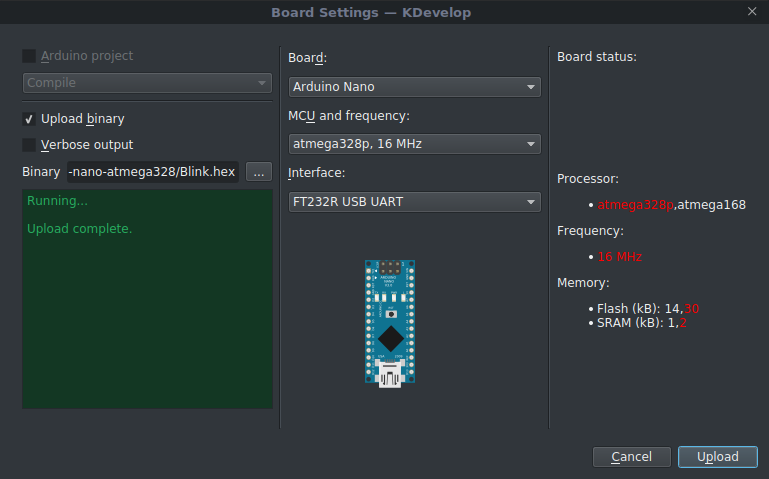 Board Settings — KDevelop
Arduino project
Compile
Upload binary
Verbose output
Binary -nano-atmega328/Blink.hex ...
Running...
Upload complete.
Board:
Arduino Nano
MCU and frequency:
atmega328p, 16 MHz
Interface:
FT232R USB UART
Board status:
Processor:
• atmega328p,atmega168
Frequency:
• 16 MHz
Memory:
• Flash (kB): 14,30
• SRAM (kB): 1,2
Cancel
Upload